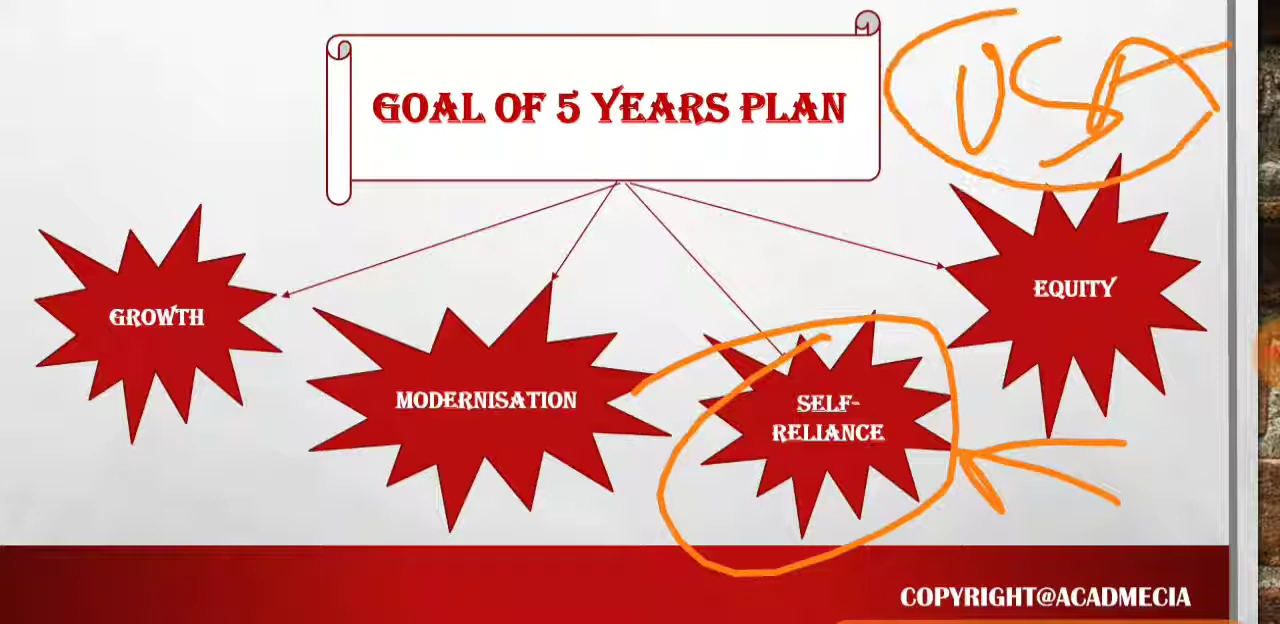 GOAL OF 5 YEARS PLAN
USA
EQUITY
GROWTH
MODERNISATION
SELF-
RELIANCE
COPYRIGHT@ACADMECIA